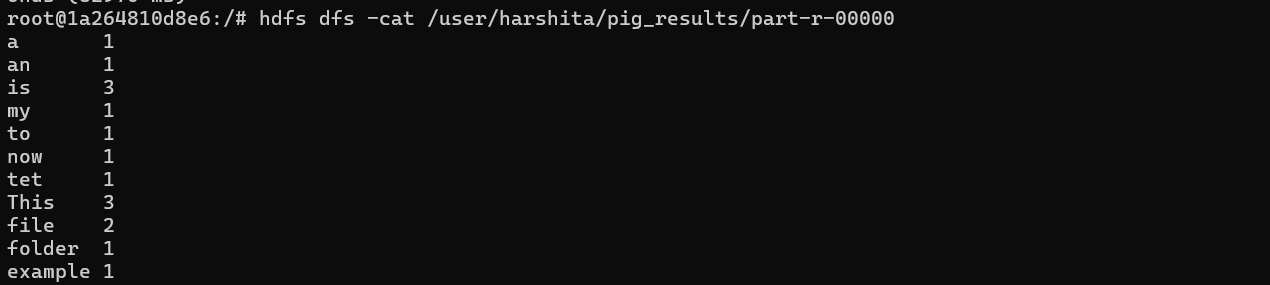 root@1a264810d8e6:/# hdfs dfs -cat /user/harshita/pig_results/part-r-00000
a       1
an      1
is      3
my      1
to      1
now     1
tet     1
This    3
file    2
folder  1
example 1